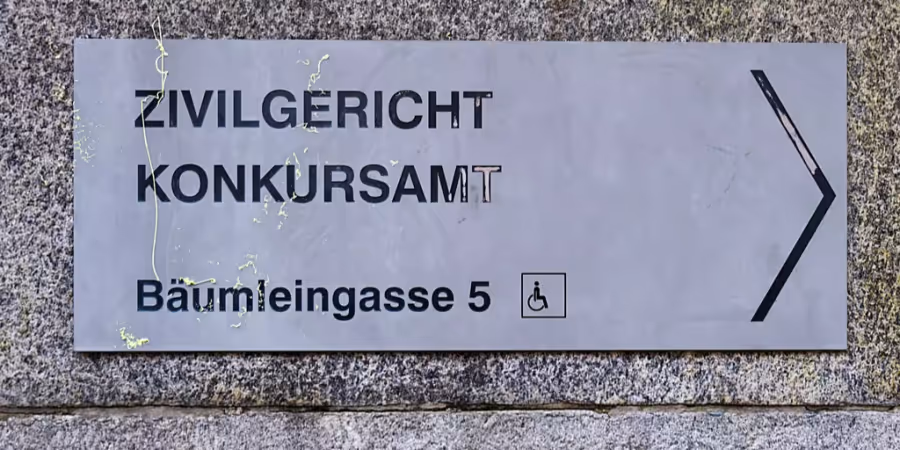 ZIVILGERICHT
KONKURSAMT
Bäumleingasse 5